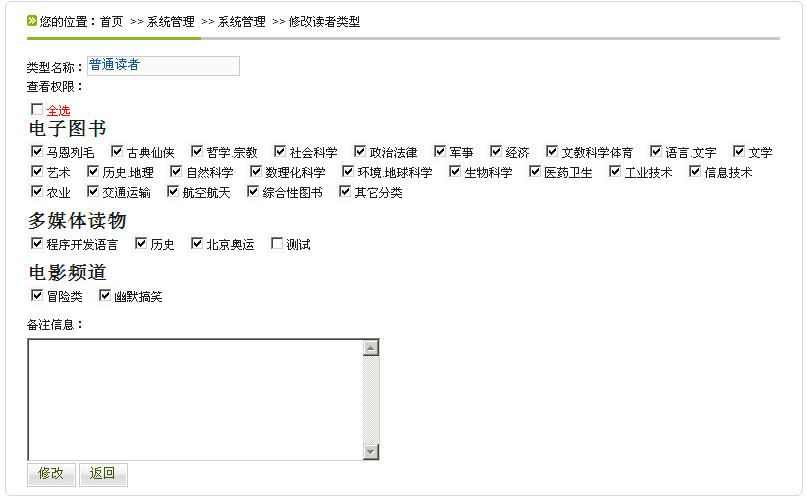 您的位置：首页 >> 系统管理 >> 系统管理 >> 修改读者类型
类型名称：普通读者
查看权限：
全选
电子图书
马恩列毛 古典仙侠 哲学.宗教 社会科学 政治法律 军事 经济 文教科学体育 语言.文字 文学
艺术 历史.地理 自然科学 数理化科学 环境.地球科学 生物科学 医药卫生 工业技术 信息技术
农业 交通运输 航空航天 综合性图书 其它分类
多媒体读物
程序开发语言 历史 北京奥运 测试
电影频道
冒险类 幽默搞笑
备注信息：
修改 返回